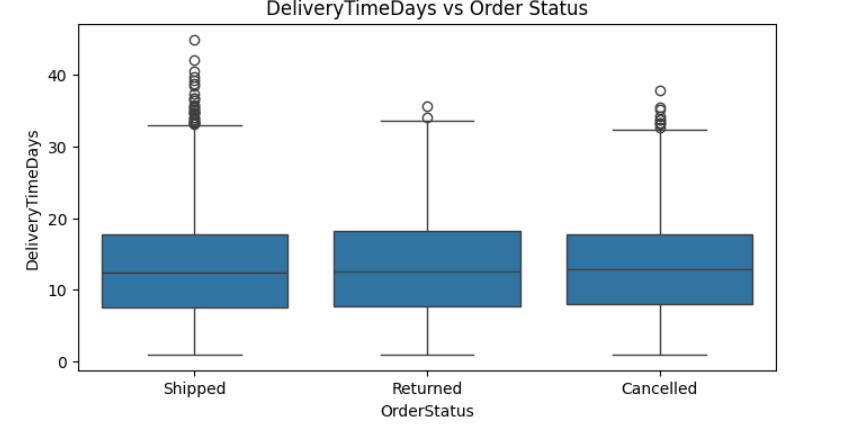 DeliveryTimeDays vs Order Status
DeliveryTimeDays
40
30
20
10
0
Shipped
Returned
Cancelled
OrderStatus